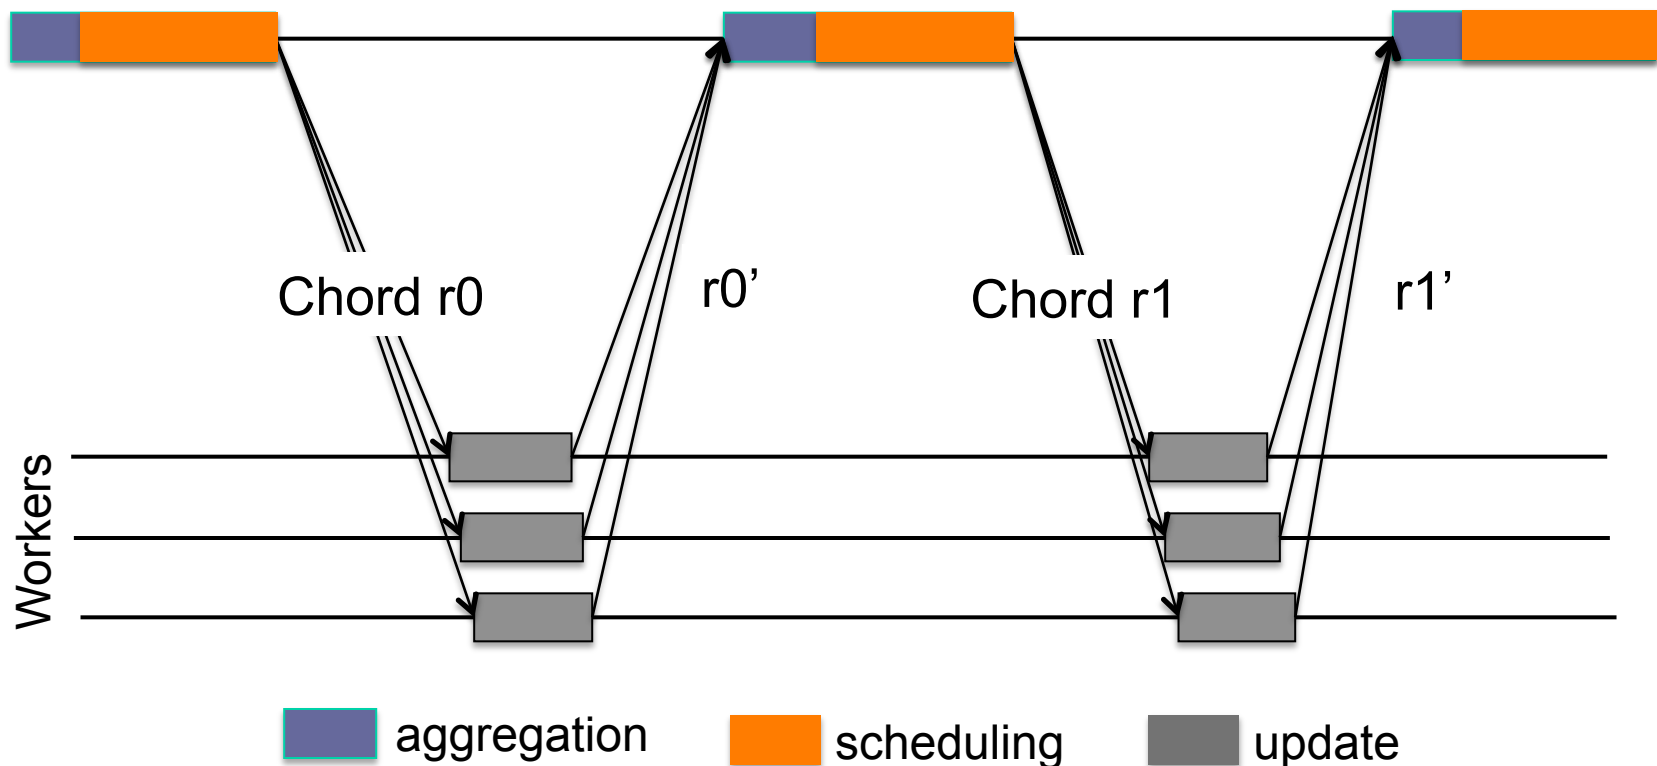 Chord r0
r0’
Chord r1
r1’
Workers
aggregation
scheduling
update